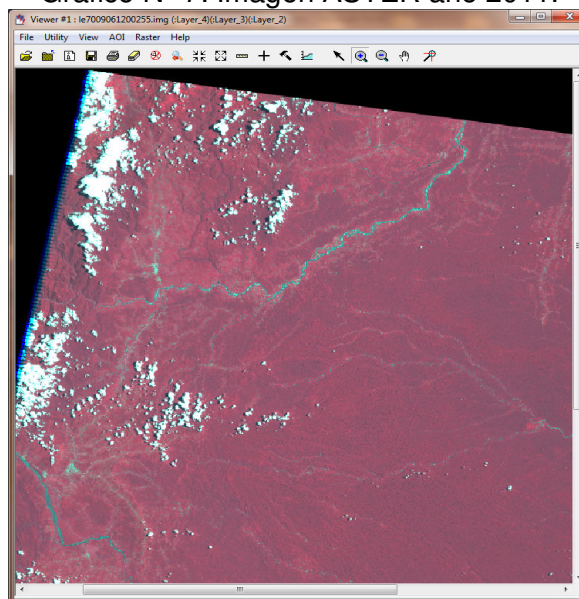 Gráfico N° 7. Imagen ASTER año 2011.
Viewer #1 : le7009061200255.img (:Layer_4)(:Layer_3)(:Layer_2)
File Utility View AOI Raster Help